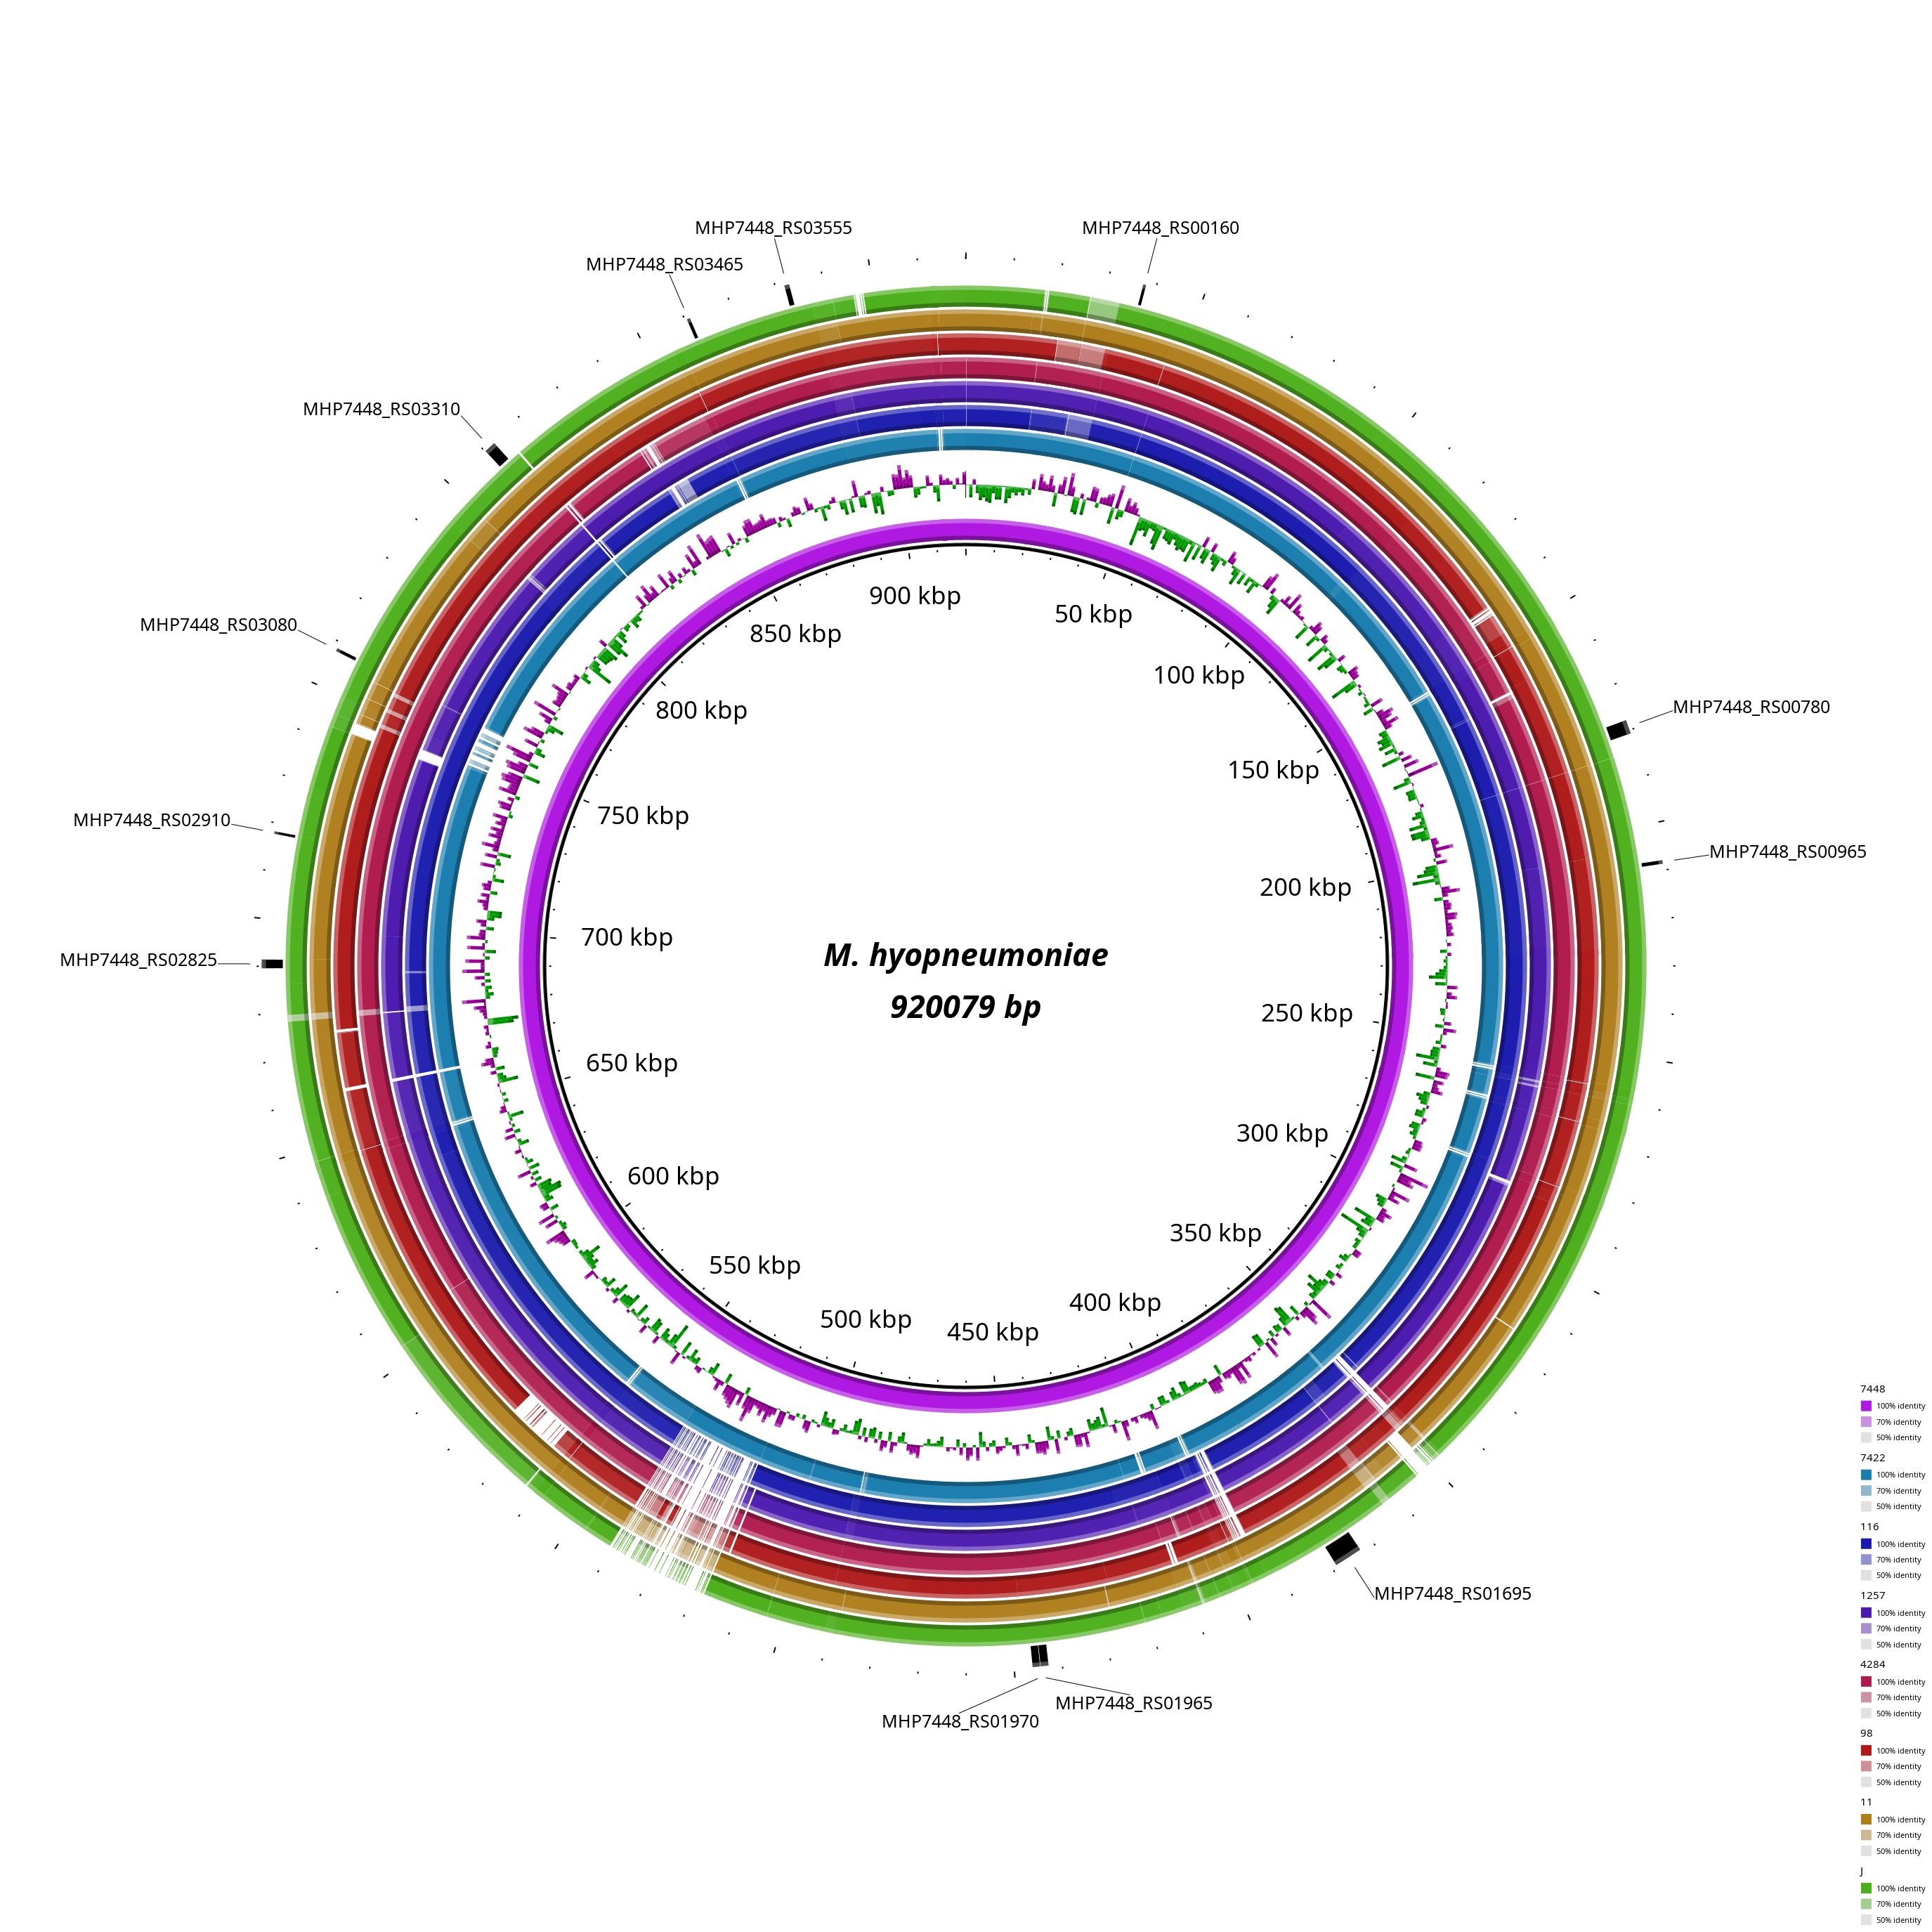 MHP7448_RS03555
MHP7448_RS00160
MHP7448_RS03465
MHP7448_RS03310
MHP7448_RS03080
MHP7448_RS00780
MHP7448_RS02910
MHP7448_RS00965
MHP7448_RS02825
900 kbp
50 kbp
850 kbp
100 kbp
800 kbp
150 kbp
750 kbp
200 kbp
700 kbp
M. hyopneumoniae
920079 bp
250 kbp
650 kbp
300 kbp
600 kbp
350 kbp
550 kbp
400 kbp
500 kbp
450 kbp
MHP7448_RS01695
MHP7448_RS01965
MHP7448_RS01970
7448
100% identity
70% identity
50% identity
7422
100% identity
70% identity
50% identity
116
100% identity
70% identity
50% identity
1257
100% identity
70% identity
50% identity
4284
100% identity
70% identity
50% identity
98
100% identity
70% identity
50% identity
11
100% identity
70% identity
50% identity
J
100% identity
70% identity
50% identity